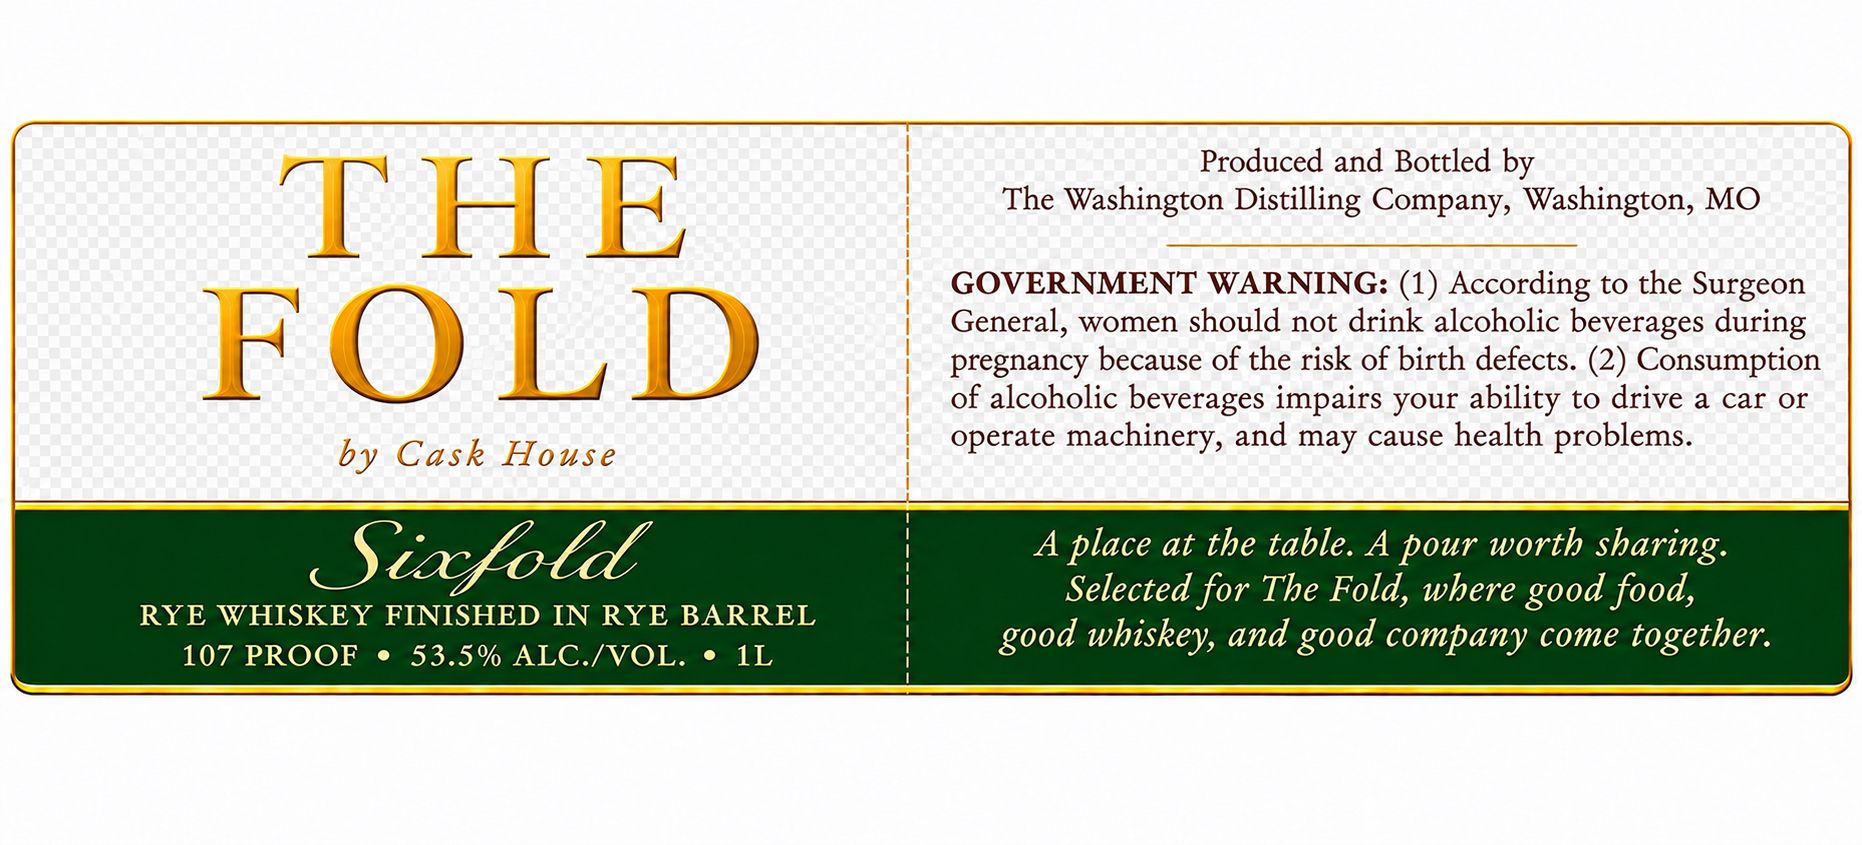 THE
FOLD
by Cask House
Sixfold
RYE WHISKEY FINISHED IN RYE BARREL
107 PROOF • 53.5% ALC./VOL. • 1L
Produced and Bottled by
The Washington Distilling Company, Washington, MO
GOVERNMENT WARNING: (1) According to the Surgeon
General, women should not drink alcoholic beverages during
pregnancy because of the risk of birth defects. (2) Consumption
of alcoholic beverages impairs your ability to drive a car or
operate machinery, and may cause health problems.
A place at the table. A pour worth sharing.
Selected for The Fold, where good food,
good whiskey, and good company come together.